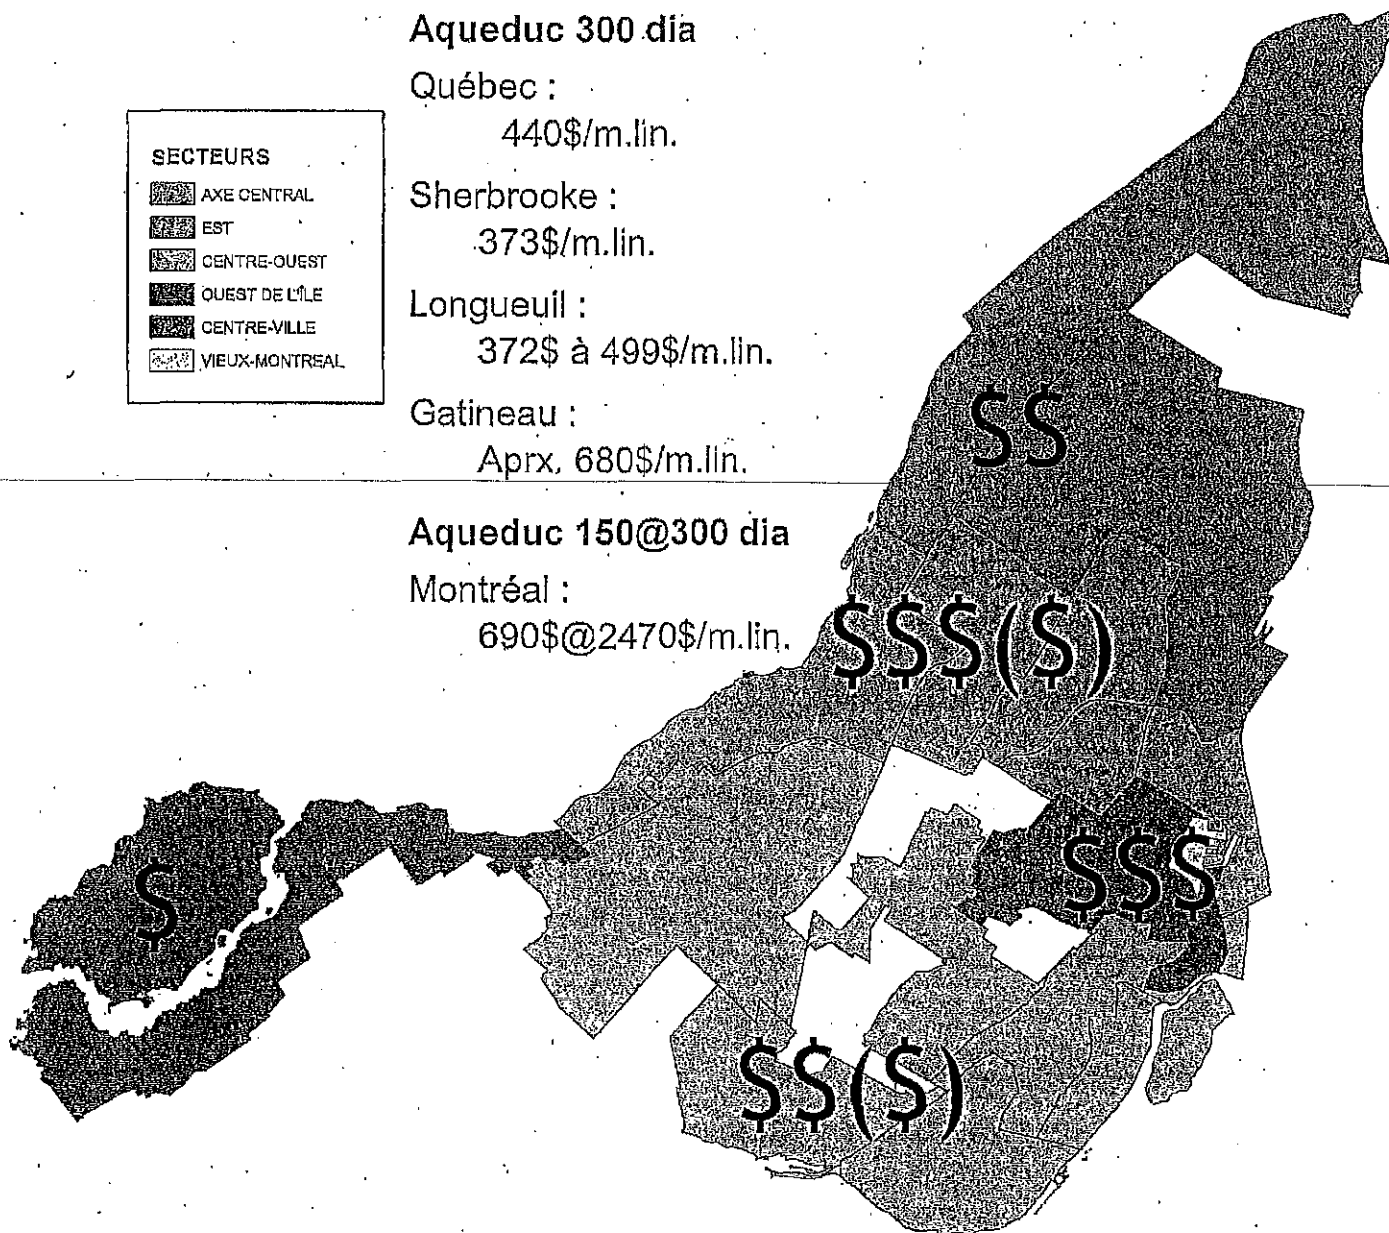 Aqueduc 300 dia
Québec :
440$/m.lin.
Sherbrooke :
373$/m.lin.
Longueuil :
372$ à 499$/m.lin.
Gatineau :
Aprx. 680$/m.lin.
Aqueduc 150@300 dia
Montréal :
690$@2470$/m.lin.
SECTEURS
AXE CENTRAL
EST
CENTRE-OUEST
OUEST DE L'ÎLE
CENTRE-VILLE
VIEUX-MONTREAL
$$
$$$($)
$$$
$
$$($)